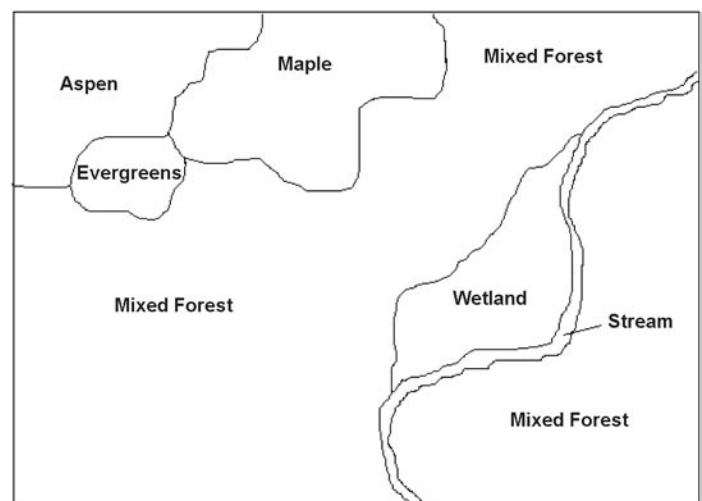 Mixed Forest
Maple
Aspen
Evergreens
Mixed Forest
Wetland
Stream
Mixed Forest